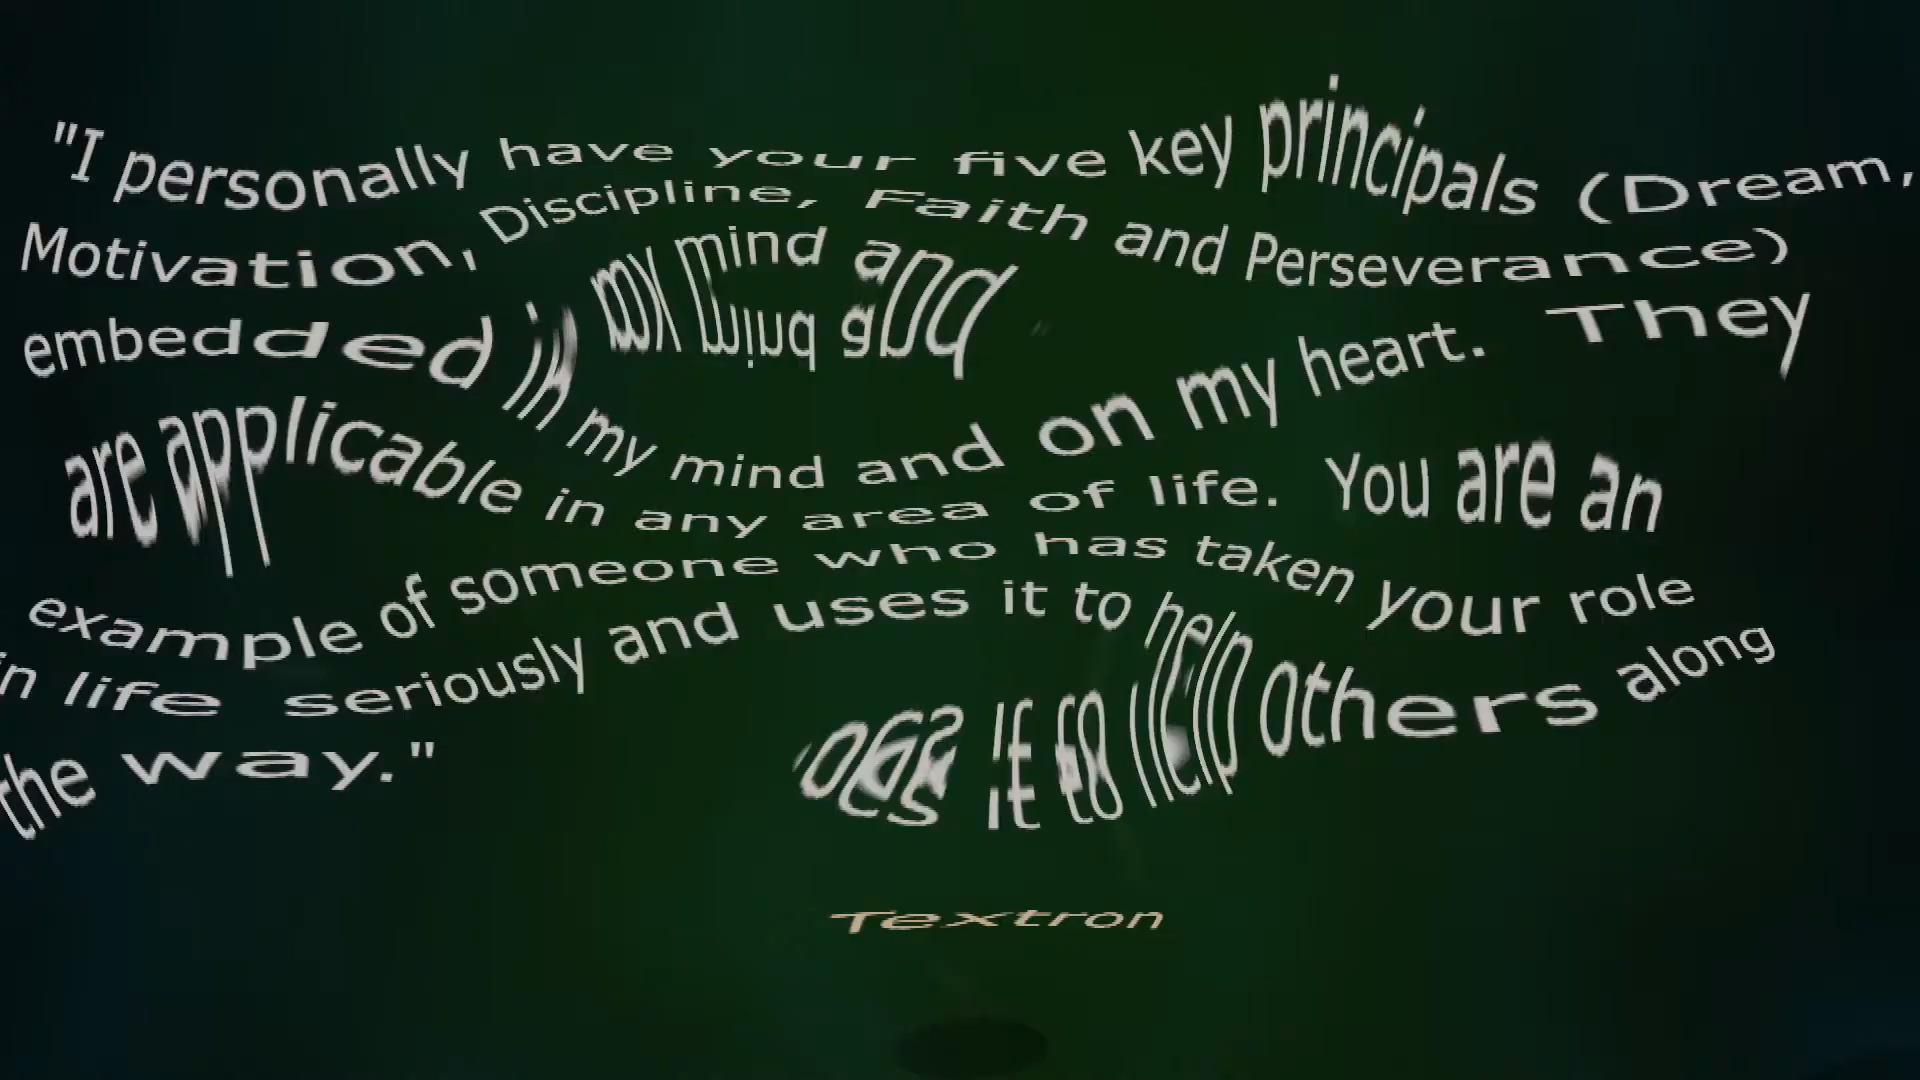 "I personally have your five key principals (Dream,
Motivation, Discipline, Faith and Perseverance)
embedded in my mind and on my heart. They
are applicable in any area of life. You are an
example of someone who has taken your role
in life seriously and uses it to help others along
the way."
Textron